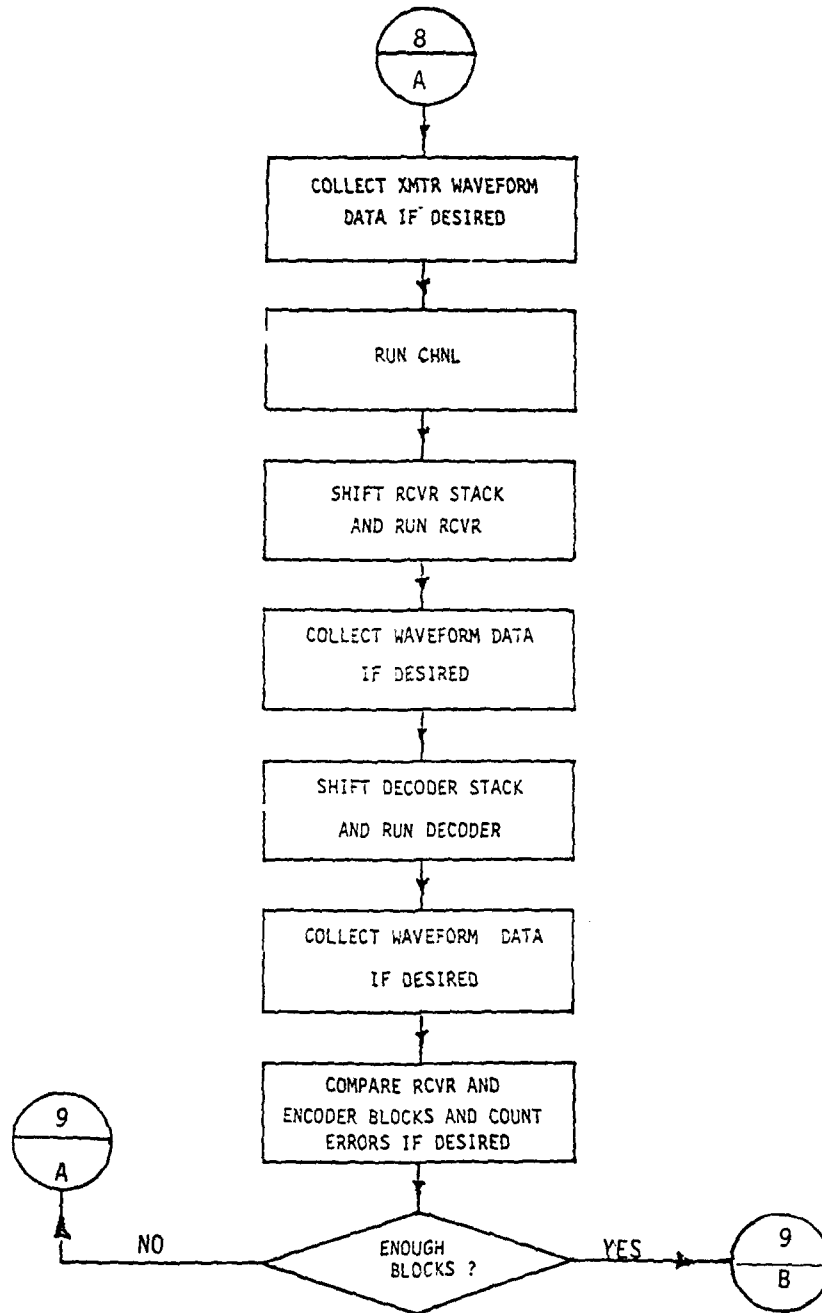 8
A
COLLECT XMTR WAVEFORM
DATA IF DESIRED
RUN CHNL
SHIFT RCVR STACK
AND RUN RCVR
COLLECT WAVEFORM DATA
IF DESIRED
SHIFT DECODER STACK
AND RUN DECODER
COLLECT WAVEFORM DATA
IF DESIRED
COMPARE RCVR AND
ENCODER BLOCKS AND COUNT
ERRORS IF DESIRED
9
A
NO
ENOUGH
BLOCKS ?
YES
9
B